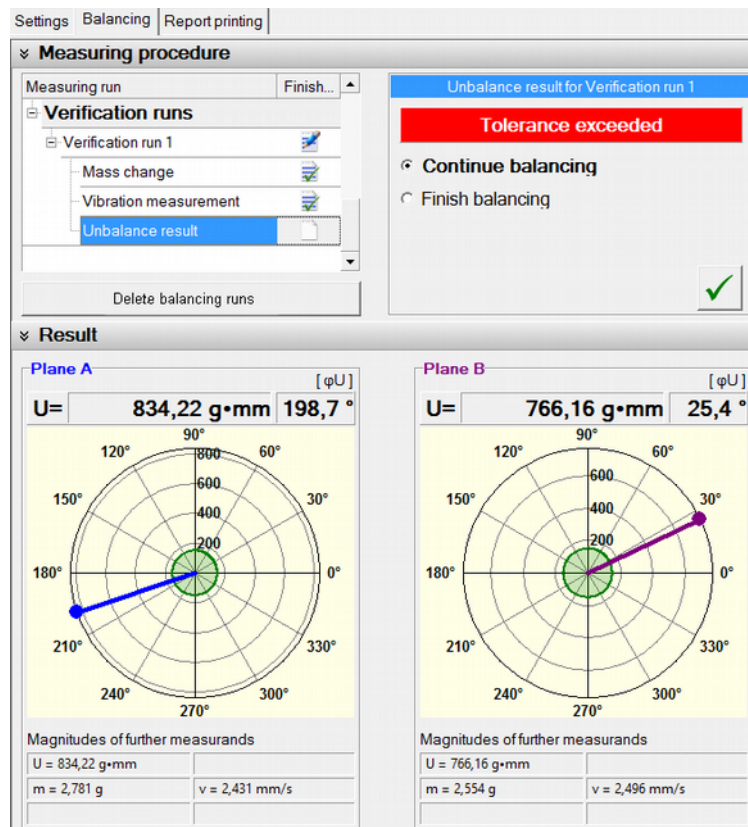 Settings Balancing Report printing
Measuring procedure
Measuring run Finish...
Verification runs
Verification run 1
Mass change
Vibration measurement
Unbalance result
Delete balancing runs
Unbalance result for Verification run 1
Tolerance exceeded
Continue balancing
Finish balancing
Result
Plane A
[ φU ]
U= 834,22 g•mm 198,7 °
90°
120° 800 60°
600
150° 400 30°
200
180° 0°
210° 330°
240° 300°
270°
Magnitudes of further measurands
U = 834,22 g•mm
m = 2,781 g v = 2,431 mm/s
Plane B
[ φU ]
U= 766,16 g•mm 25,4 °
90°
120° 60°
600
150° 400 30°
200
180° 0°
210° 330°
240° 300°
270°
Magnitudes of further measurands
U = 766,16 g•mm
m = 2,554 g v = 2,496 mm/s